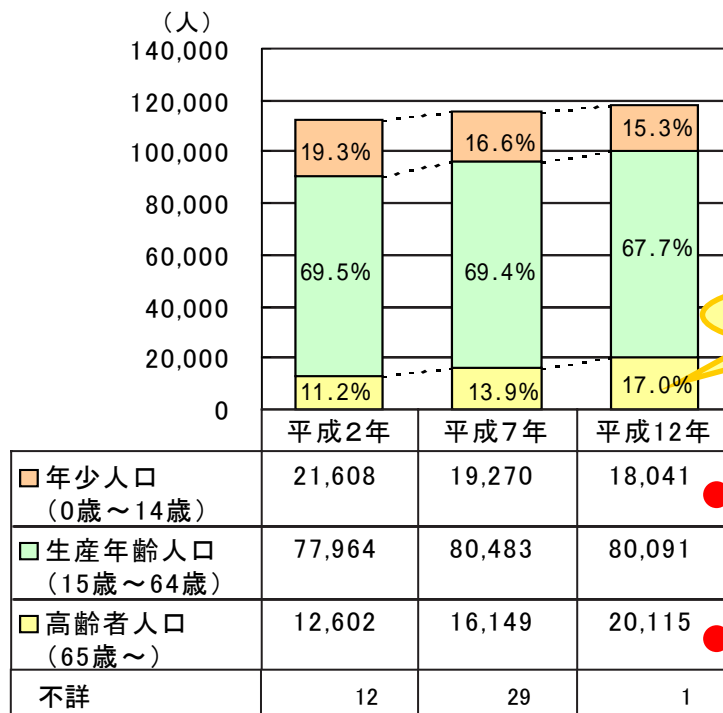 （人）
140,000
120,000
100,000
80,000
60,000
40,000
20,000
0
19.3%
16.6%
15.3%
69.5%
69.4%
67.7%
11.2%
13.9%
17.0%
平成２年
平成７年
平成12年
年少人口
（0歳～14歳）
21,608
19,270
18,041
生産年齢人口
（15歳～64歳）
77,964
80,483
80,091
高齢者人口
（65歳～）
12,602
16,149
20,115
不詳
12
29
1